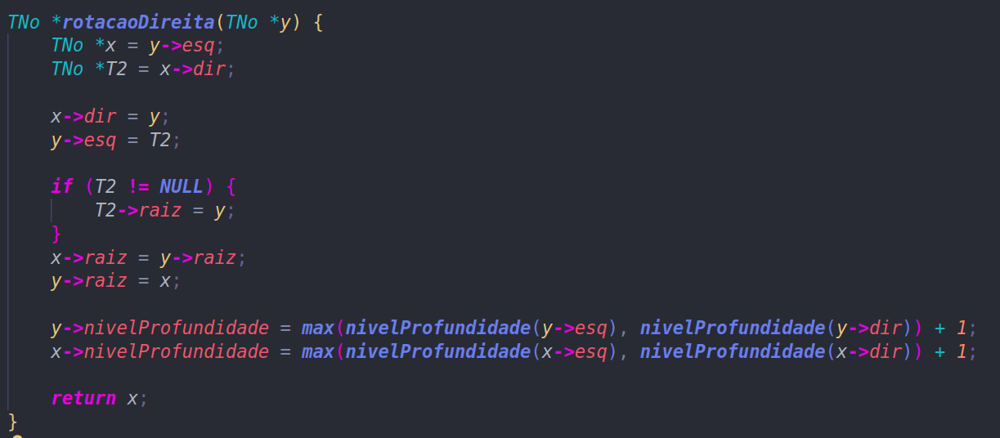 TNo *rotacaoDireita(TNo *y) {
    TNo *x = y->esq;
    TNo *T2 = x->dir;

    x->dir = y;
    y->esq = T2;

    if (T2 != NULL) {
        T2->raiz = y;
    }
    x->raiz = y->raiz;
    y->raiz = x;

    y->nivelProfundidade = max(nivelProfundidade(y->esq), nivelProfundidade(y->dir)) + 1;
    x->nivelProfundidade = max(nivelProfundidade(x->esq), nivelProfundidade(x->dir)) + 1;

    return x;
}